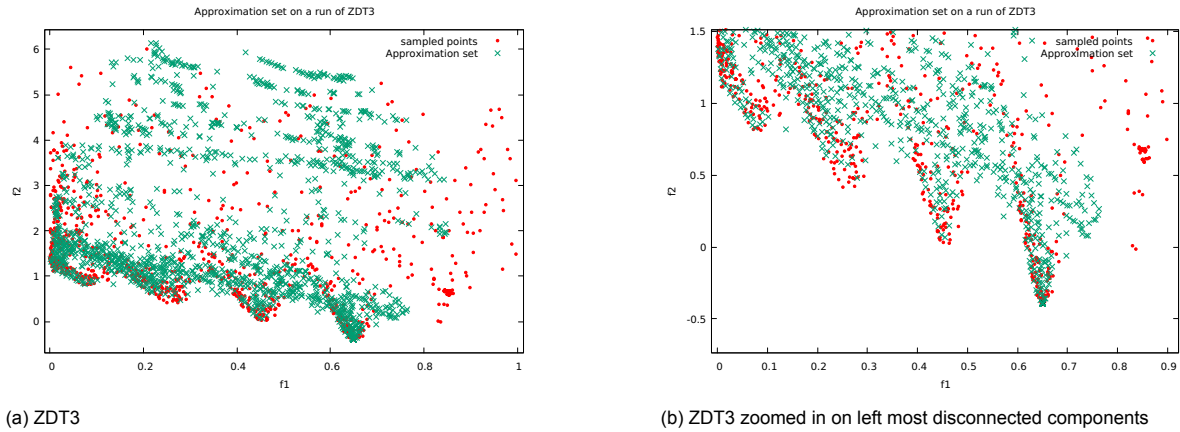 Approximation set on a run of ZDT3
sampled points
Approximation set
f2
6
5
4
3
2
1
0
0
0.2
0.4
0.6
0.8
1
f1
(a) ZDT3
Approximation set on a run of ZDT3
sampled points
Approximation set
f2
1.5
1
0.5
0
-0.5
0
0.1
0.2
0.3
0.4
0.5
0.6
0.7
0.8
0.9
f1
(b) ZDT3 zoomed in on left most disconnected components